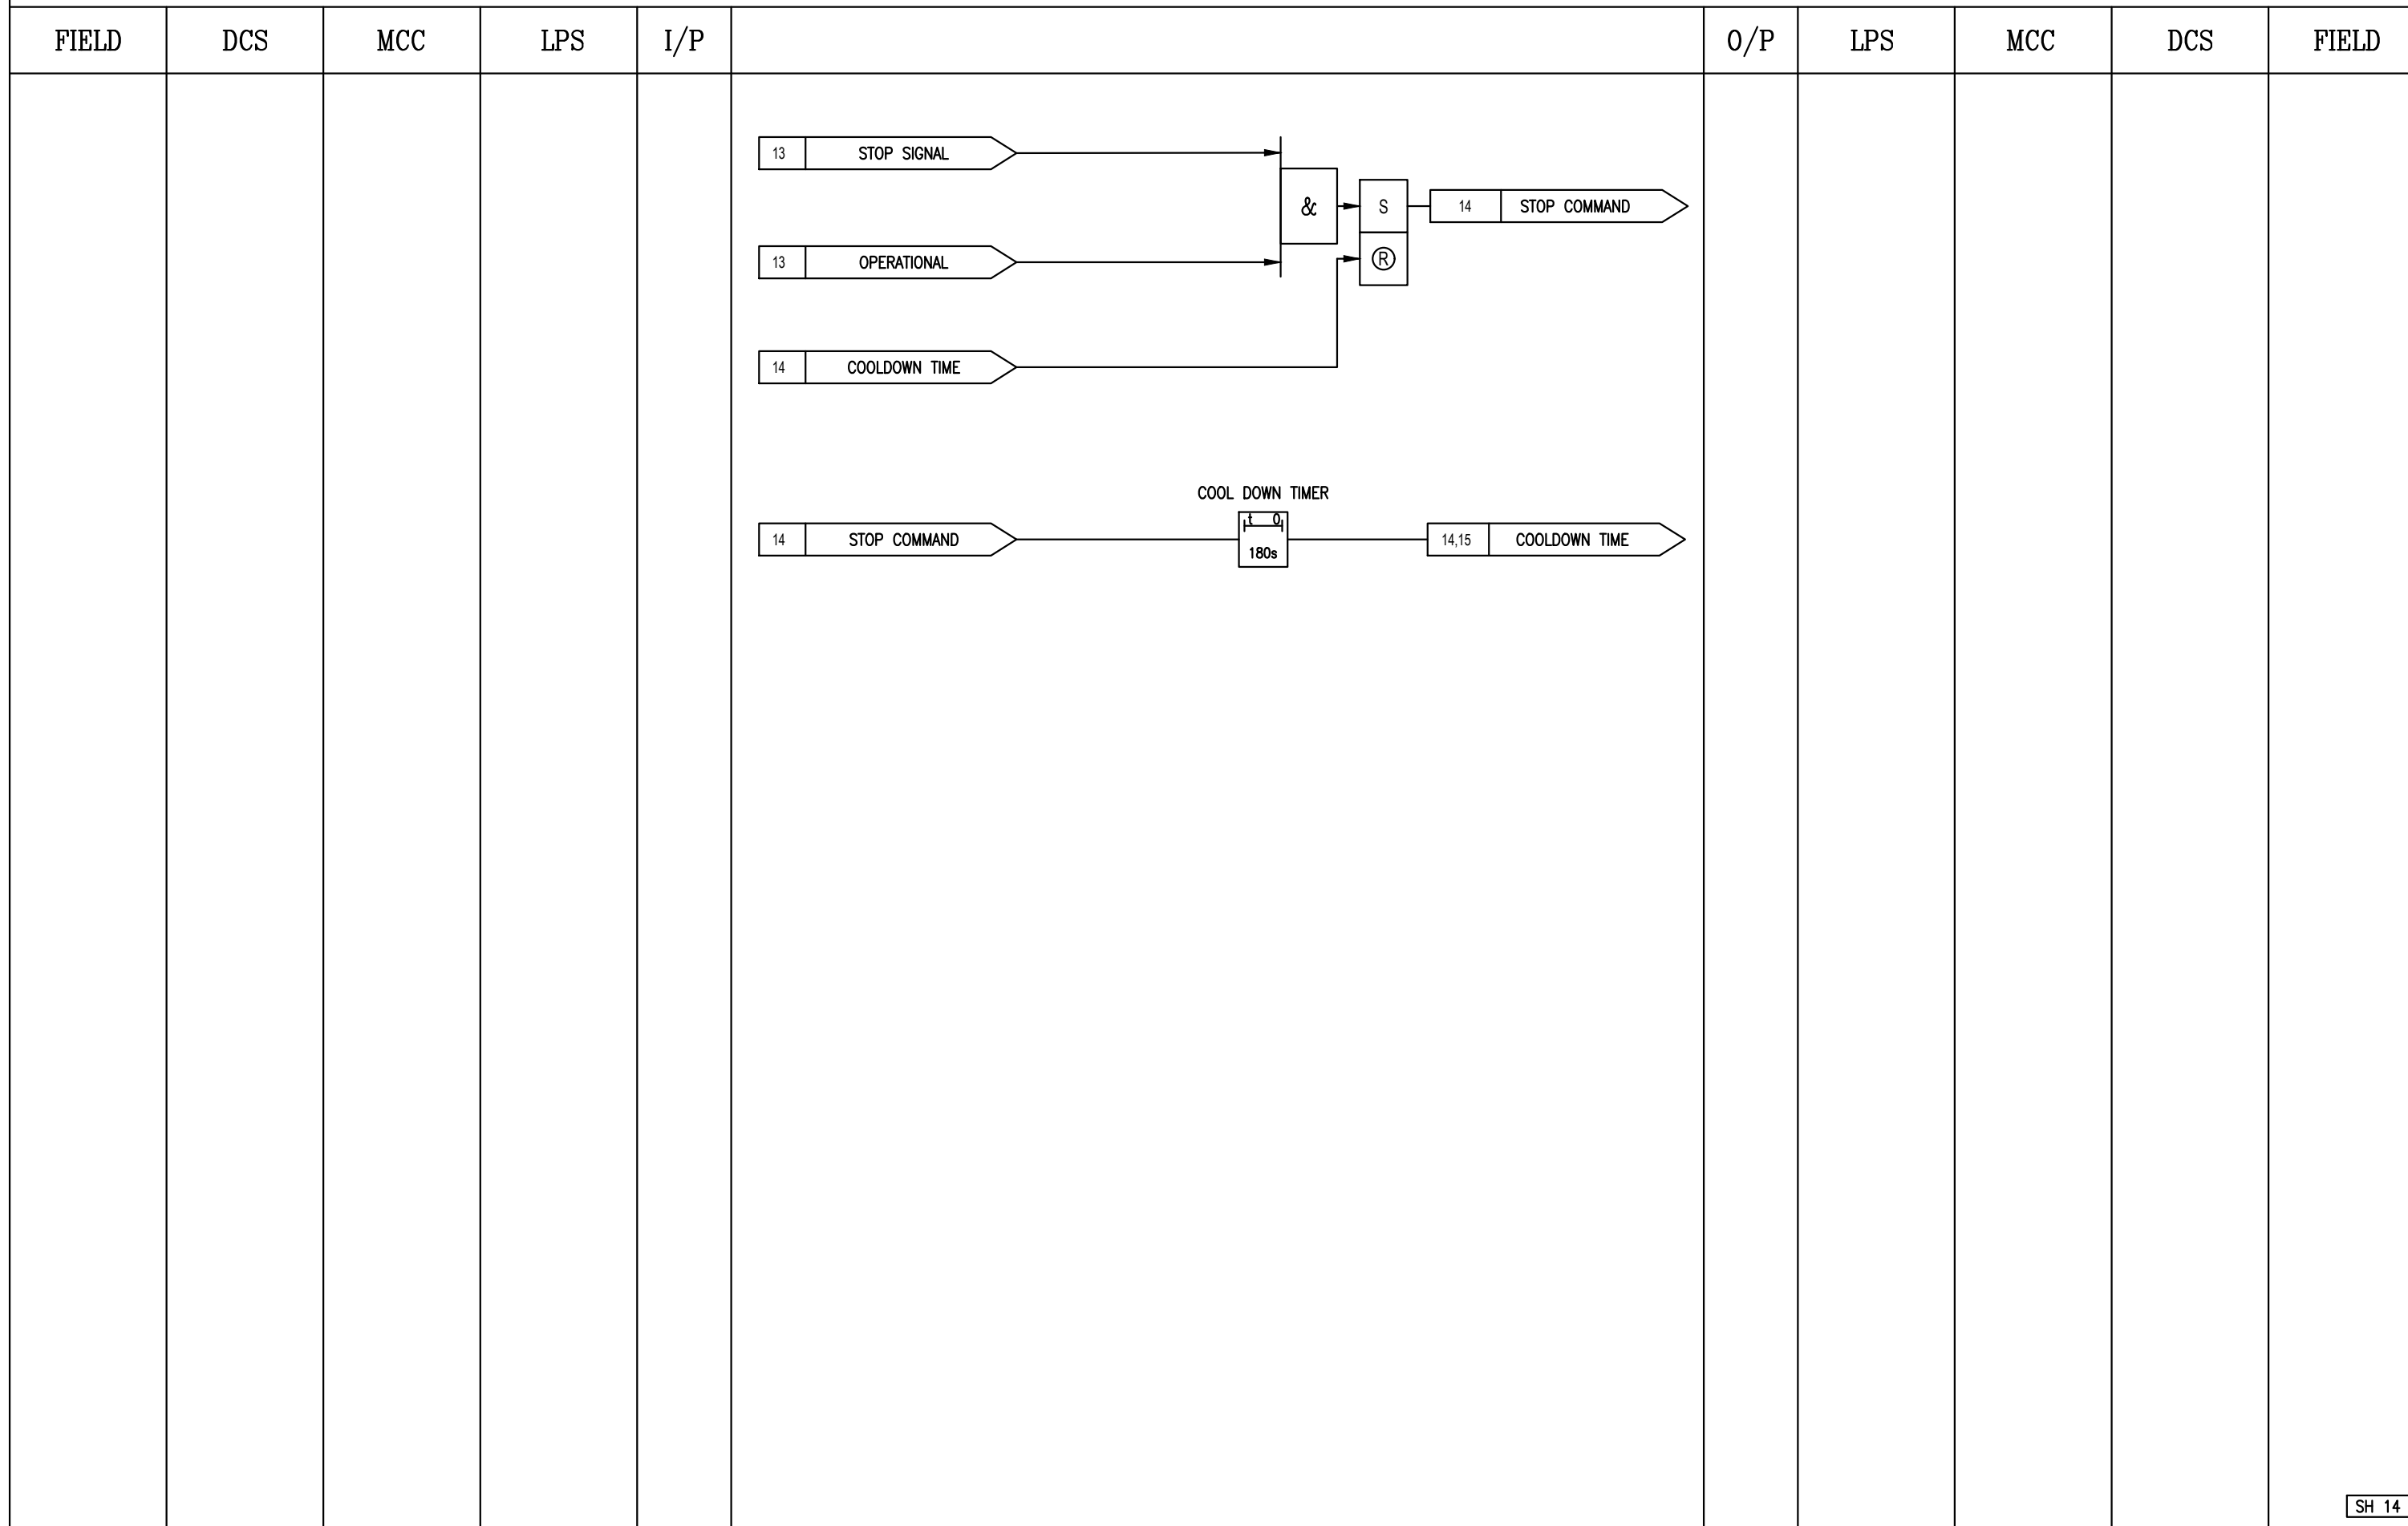 FIELD DCS MCC LPS I/P O/P LPS MCC DCS FIELD
13 STOP SIGNAL
& S 14 STOP COMMAND
13 OPERATIONAL
R
14 COOLDOWN TIME
COOL DOWN TIMER
t 0
14 STOP COMMAND 14,15 COOLDOWN TIME
180s
SH 14